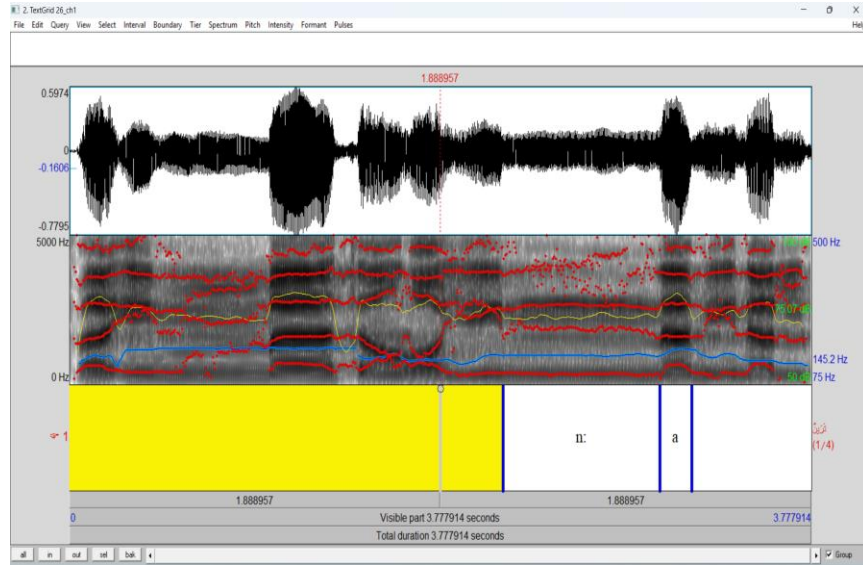 2. TextGrid 26_ch1
File Edit Query View Select Interval Boundary Tier Spectrum Pitch Intensity Formant Pulses Hel
1.888957
0.5974
0
-0.1606
-0.7795
5000 Hz 500 Hz
145.2 Hz
0 Hz 50 dB 75 Hz
1 n: a
(1/4)
1.888957 1.888957
0 Visible part 3.777914 seconds 3.777914
Total duration 3.777914 seconds
all in out sel bak Group